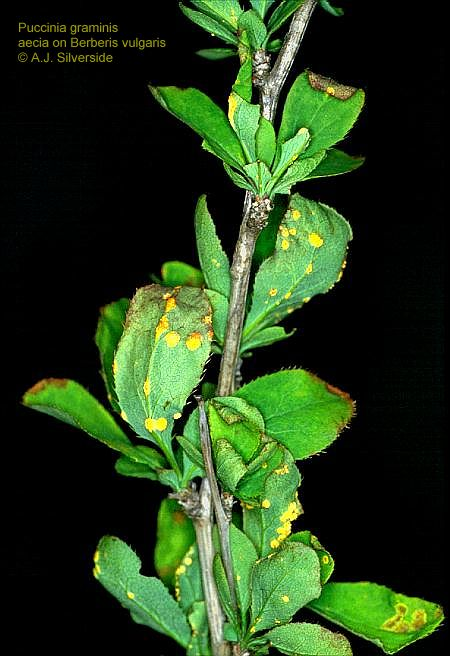 Puccinia graminis
aecia on Berberis vulgaris
© A.J. Silverside